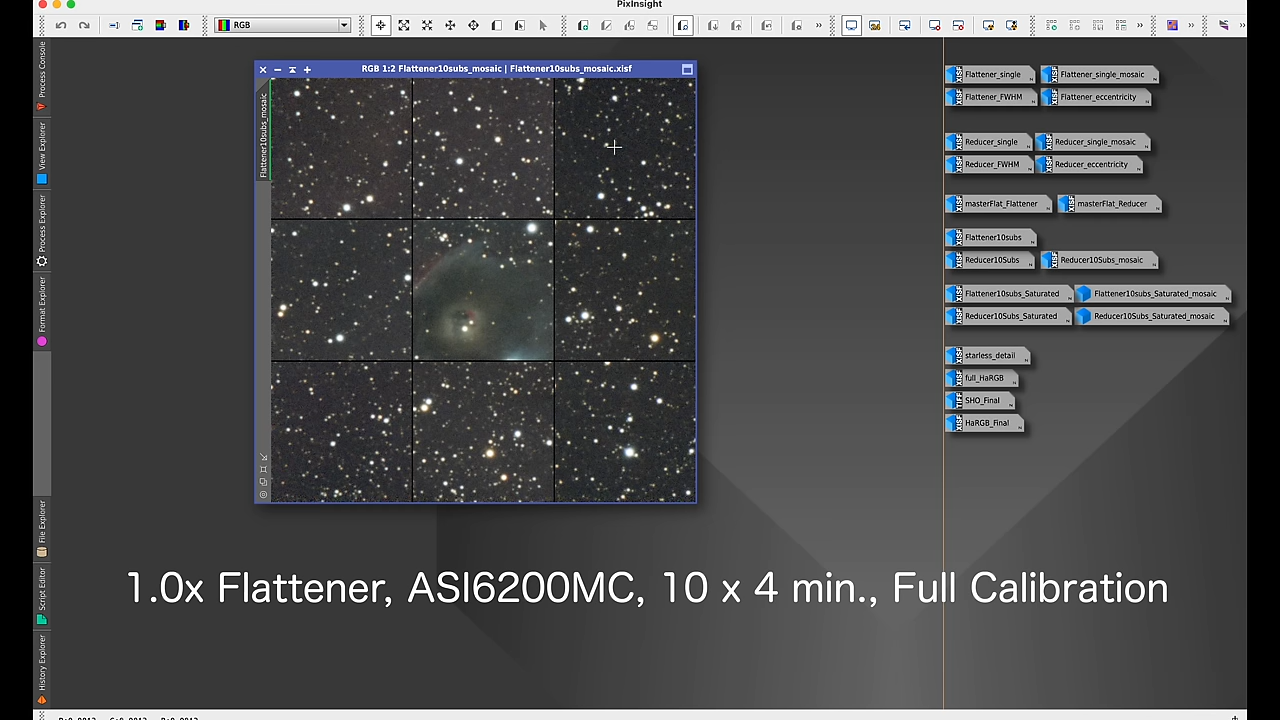 PixInsight
RGB
RGB 1:2 Flattener10subs_mosaic | Flattener10subs_mosaic.xisf
Flattener10subs_mosaic
Process Console
View Explorer
Process Explorer
Format Explorer
File Explorer
Script Editor
History Explorer
Flattener_single
Flattener_single_mosaic
Flattener_FWHM
Flattener_eccentricity
Reducer_single
Reducer_single_mosaic
Reducer_FWHM
Reducer_eccentricity
masterFlat_Flattener
masterFlat_Reducer
Flattener10subs
Reducer10Subs
Reducer10Subs_mosaic
Flattener10subs_Saturated
Flattener10subs_Saturated_mosaic
Reducer10Subs_Saturated
Reducer10Subs_Saturated_mosaic
starless_detail
full_HaRGB
SHO_Final
HaRGB_Final
1.0x Flattener, ASI6200MC, 10 x 4 min., Full Calibration